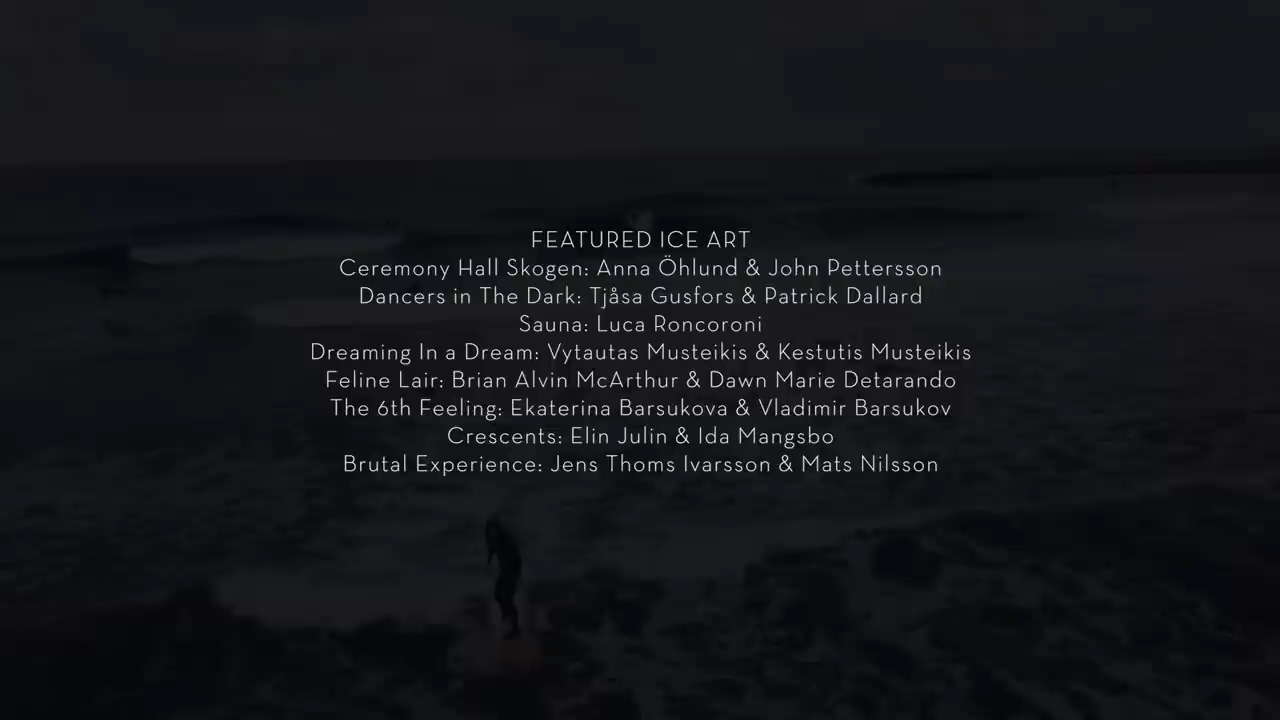 FEATURED ICE ART
Ceremony Hall Skogen: Anna Öhlund & John Pettersson
Dancers in The Dark: Tjåsa Gusfors & Patrick Dallard
Sauna: Luca Roncoroni
Dreaming In a Dream: Vytautas Musteikis & Kestutis Musteikis
Feline Lair: Brian Alvin McArthur & Dawn Marie Detarando
The 6th Feeling: Ekaterina Barsukova & Vladimir Barsukov
Crescents: Elin Julin & Ida Mangsbo
Brutal Experience: Jens Thoms Ivarsson & Mats Nilsson